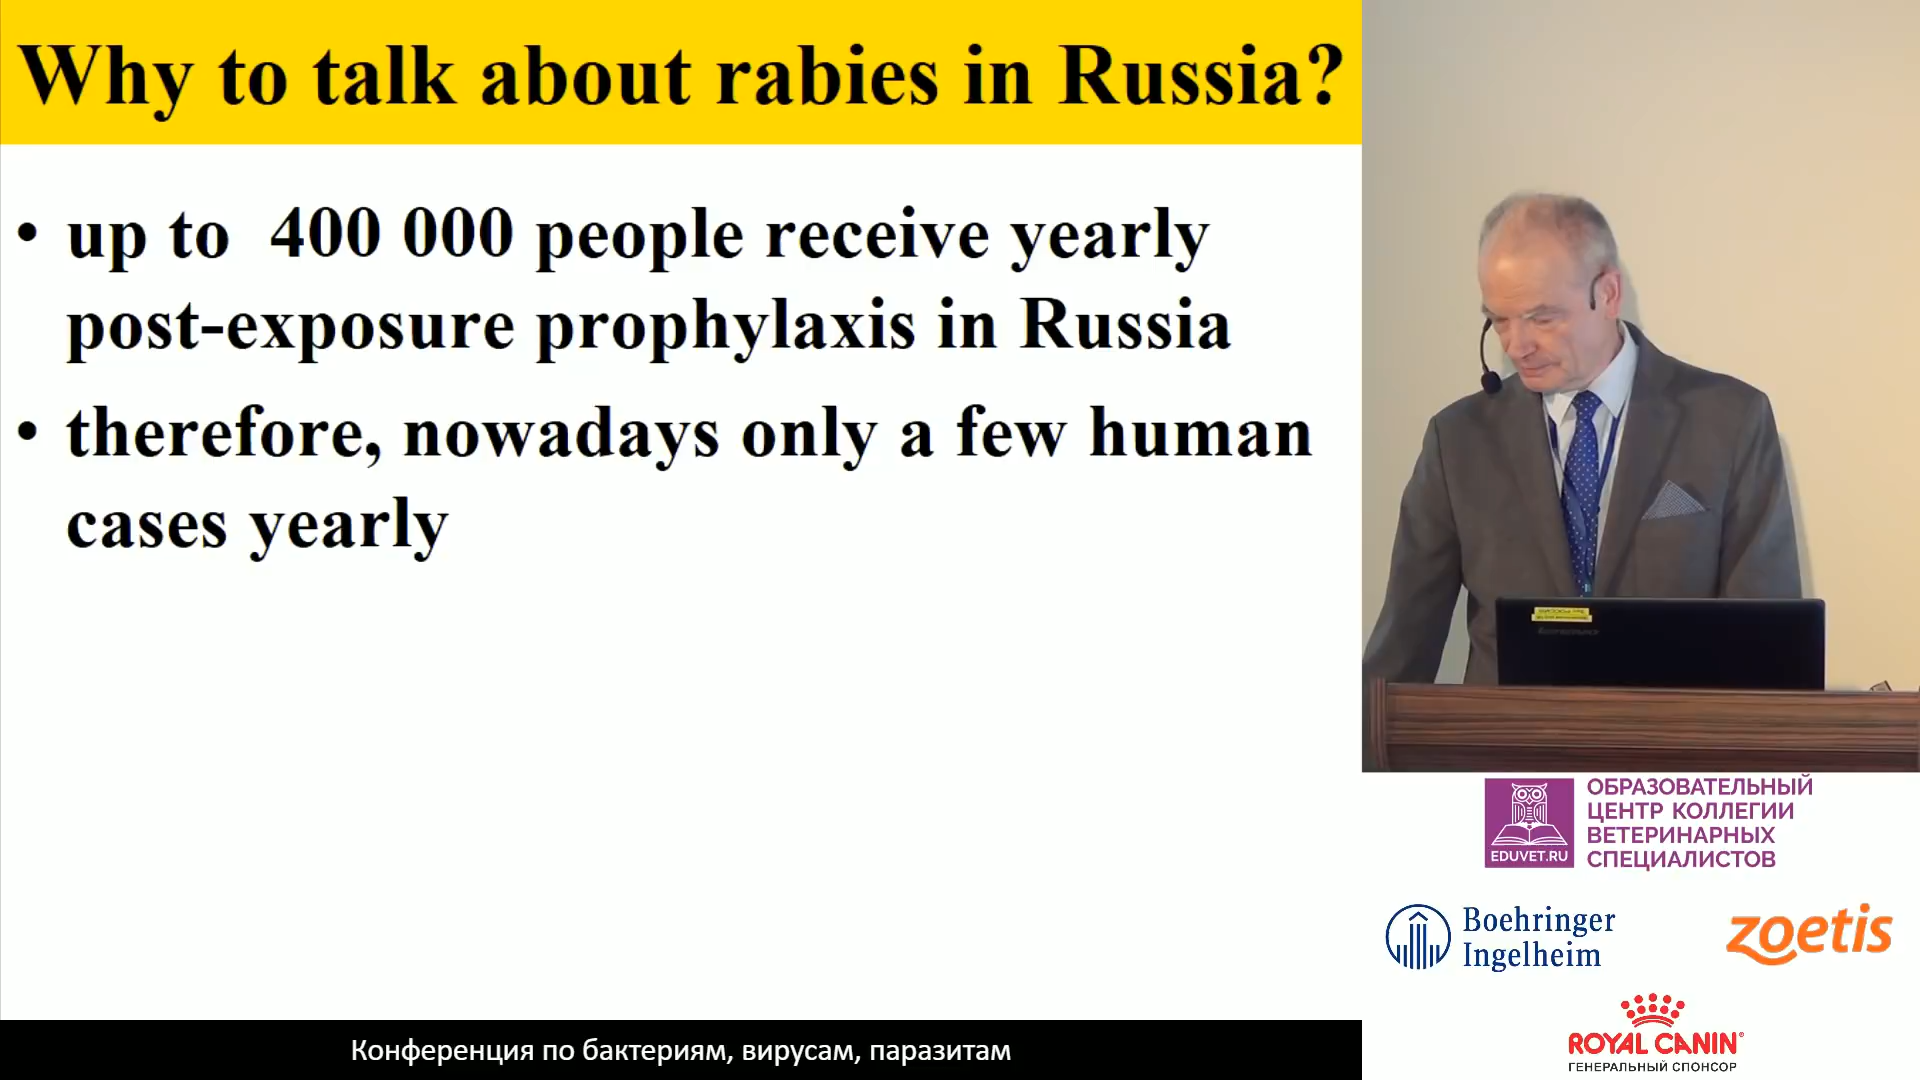 Why to talk about rabies in Russia?
• up to 400 000 people receive yearly
post-exposure prophylaxis in Russia
• therefore, nowadays only a few human
cases yearly
EDUVET.RU
ОБРАЗОВАТЕЛЬНЫЙ
ЦЕНТР КОЛЛЕГИИ
ВЕТЕРИНАРНЫХ
СПЕЦИАЛИСТОВ
Boehringer
Ingelheim
zoetis
ROYAL CANIN
ГЕНЕРАЛЬНЫЙ СПОНСОР
Конференция по бактериям, вирусам, паразитам